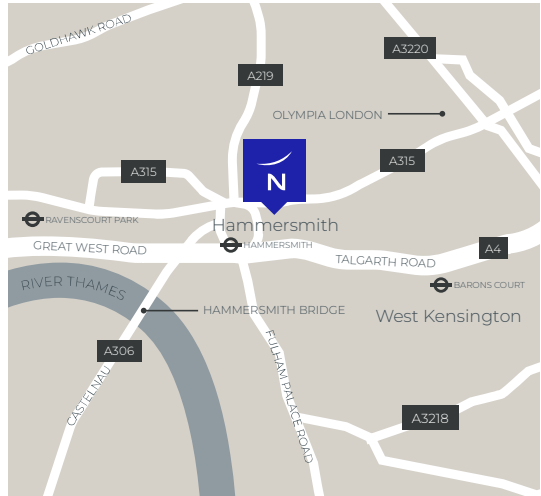 GOLDHAWK ROAD
A3220
A219
OLYMPIA LONDON
A315
A315
N
RAVENSCOURT PARK
Hammersmith
HAMMERSMITH
GREAT WEST ROAD
TALGARTH ROAD
A4
BARONS COURT
RIVER THAMES
HAMMERSMITH BRIDGE
West Kensington
A306
CASTELNAU
FULHAM PALACE ROAD
A3218